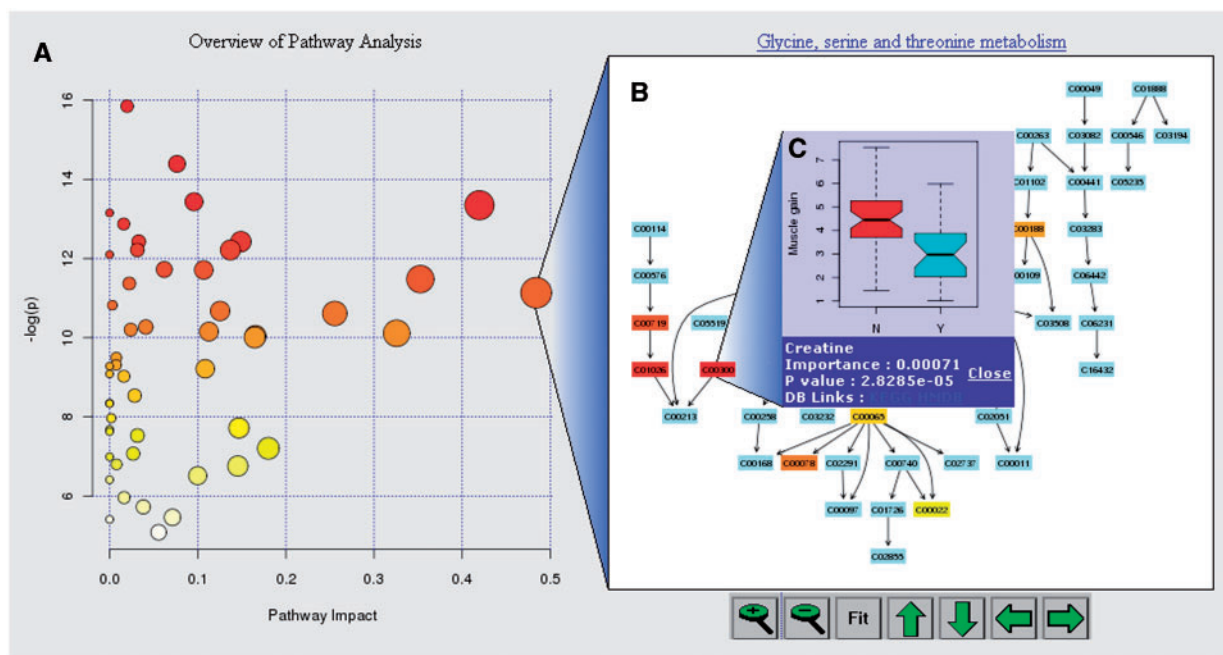 Overview of Pathway Analysis
A
16
14
12
10
8
6
-log(p)
0.0 0.1 0.2 0.3 0.4 0.5
Pathway Impact
Glycine, serine and threonine metabolism
B
C00049 C01888
C00263 C03082 C00546 C03194
C01102 C00441 C05235
C00114 C00188 C03283
C00576 C00109 C06442
C00719 C05519 C03508 C06231
C01026 C00300 C16432
C00213 C00258 C03232 C00065 C02051
C00168 C00078 C02291 C00740 C02737 C00011
C00097 C01726 C00022
C02855
C
7
6
5
4
3
2
1
Muscle gain
N Y
Creatine
Importance : 0.00071
P value : 2.8285e-05
Close
DB Links :
Fit